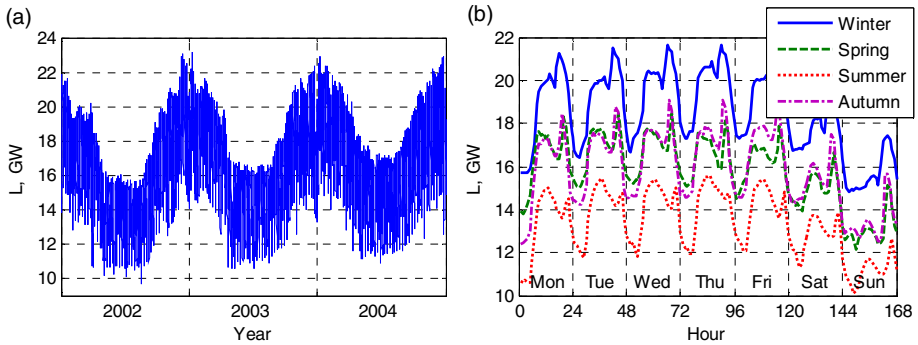 (a)
24
22
20
18
16
14
12
10
L, GW
2002
2003
2004
Year
(b)
22
20
18
16
14
12
10
L, GW
Winter
Spring
Summer
Autumn
Mon
Tue
Wed
Thu
Fri
Sat
Sun
0
24
48
72
96
120
144
168
Hour